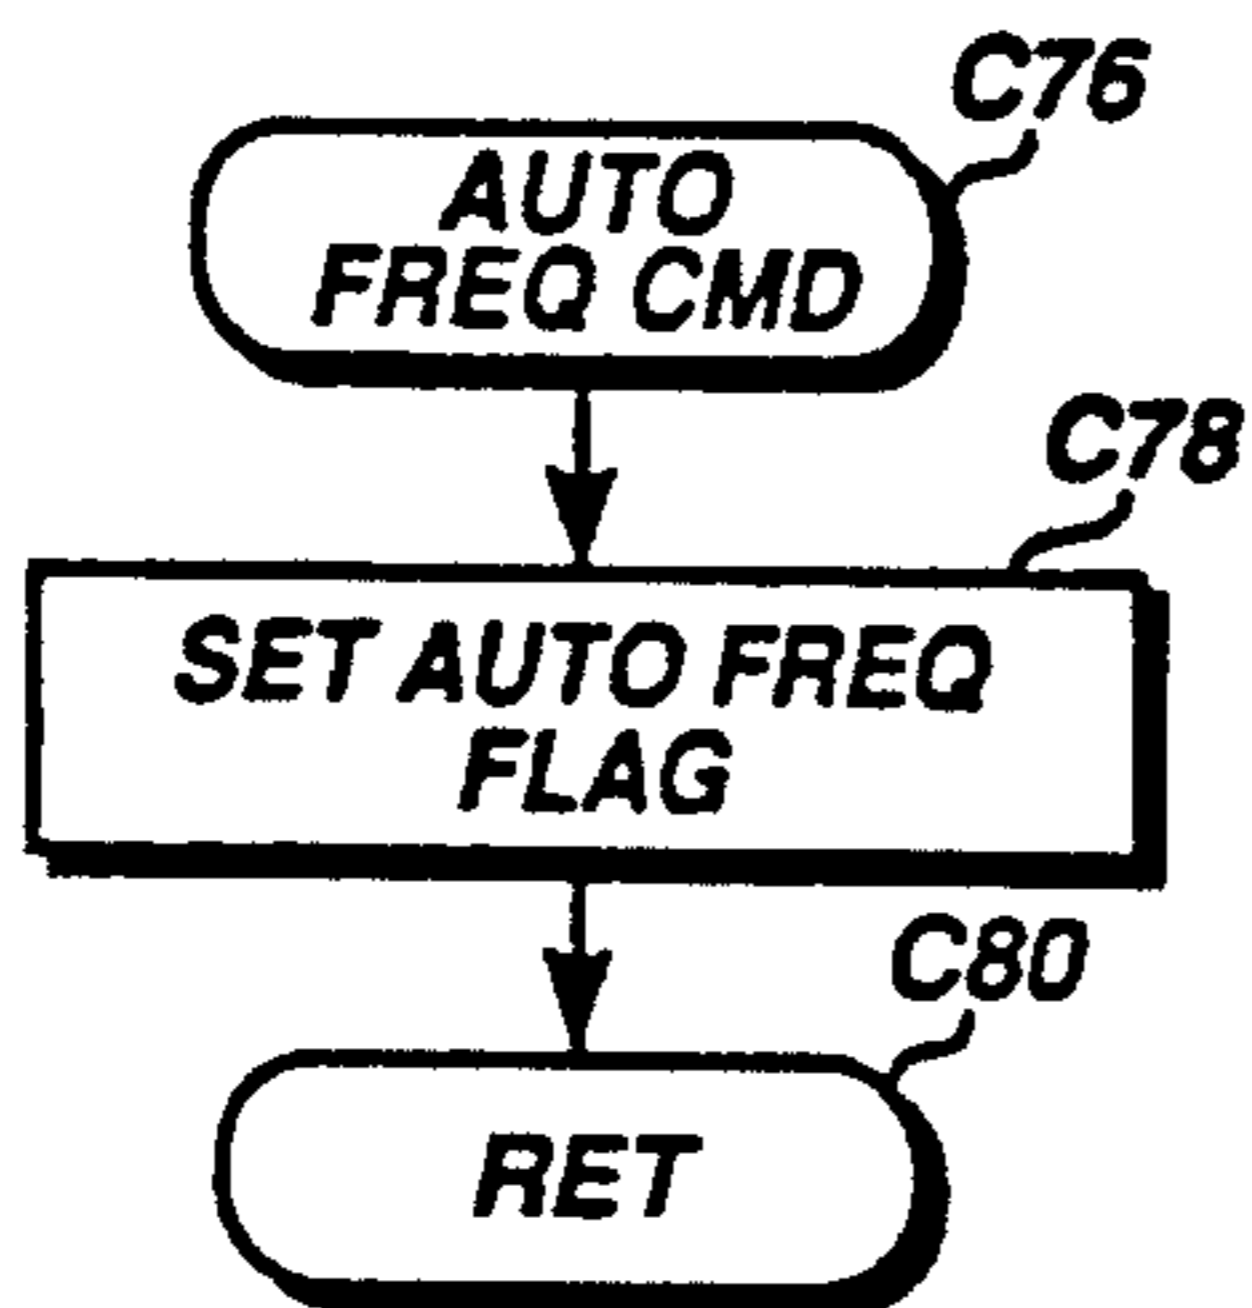 C76
AUTO
FREQ CMD
C78
SET AUTO FREQ
FLAG
C80
RET